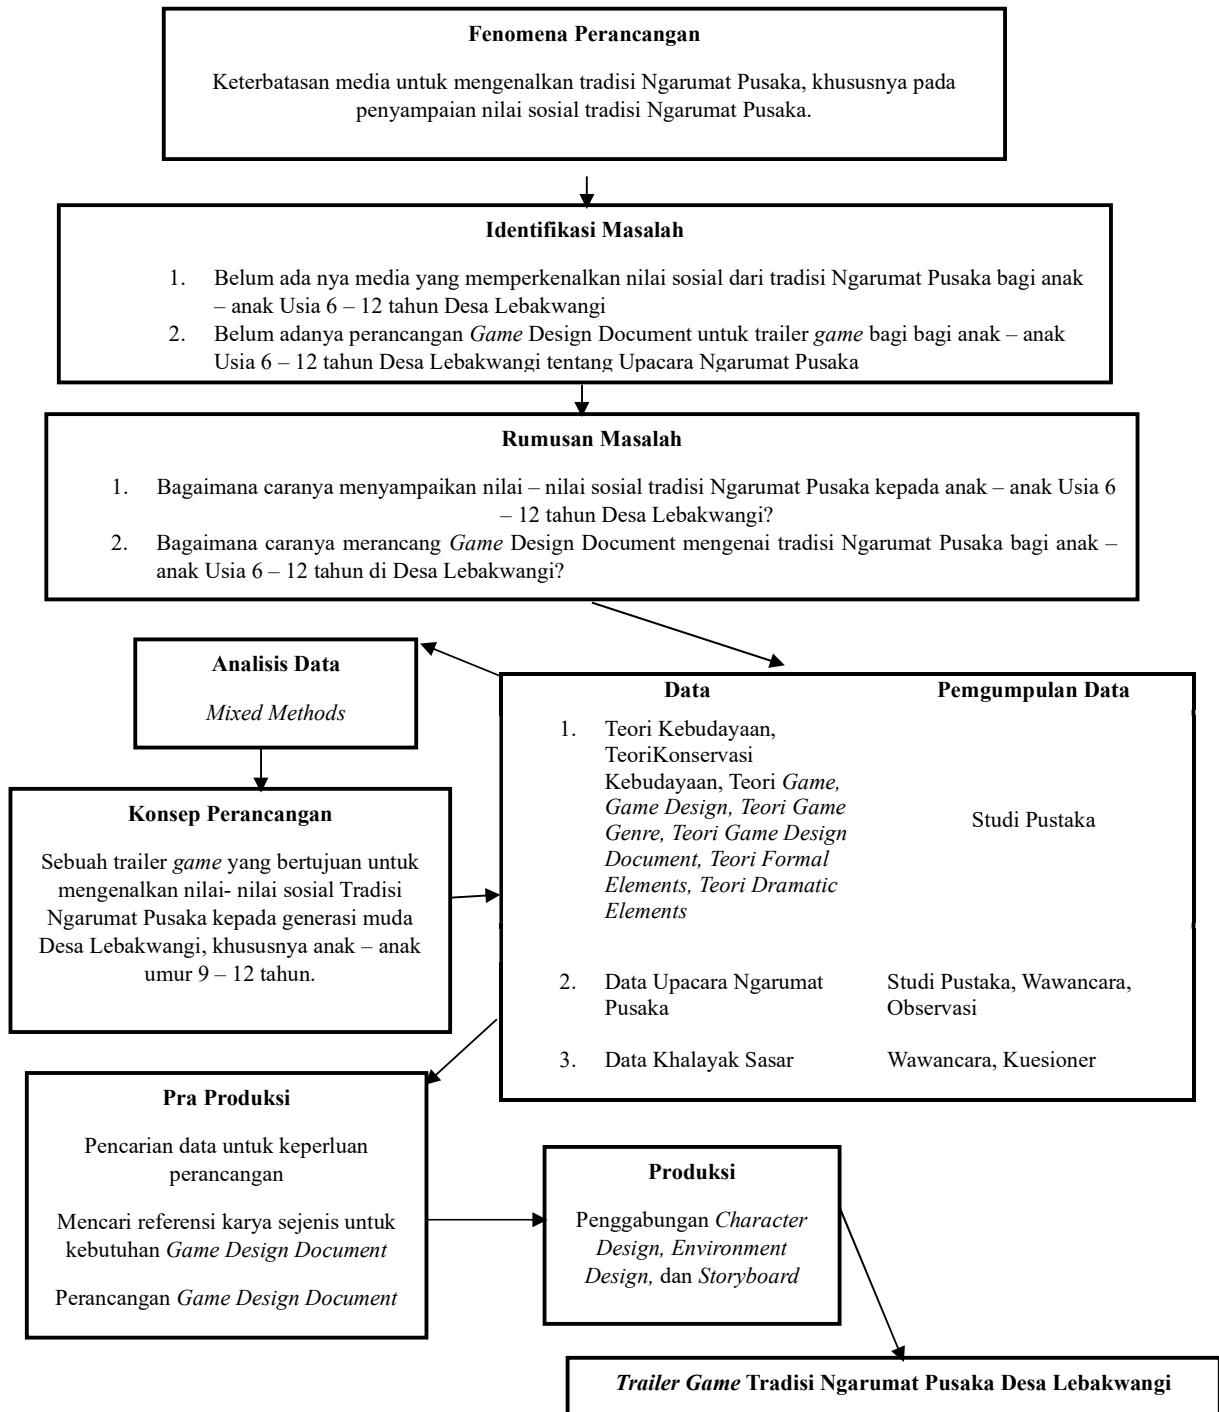 Fenomena Perancangan
Keterbatasan media untuk mengenalkan tradisi Ngarumat Pusaka, khususnya pada
penyampaian nilai sosial tradisi Ngarumat Pusaka.
Identifikasi Masalah
1. Belum ada nya media yang memperkenalkan nilai sosial dari tradisi Ngarumat Pusaka bagi anak
– anak Usia 6 – 12 tahun Desa Lebakwangi
2. Belum adanya perancangan Game Design Document untuk trailer game bagi bagi anak – anak
Usia 6 – 12 tahun Desa Lebakwangi tentang Upacara Ngarumat Pusaka
Rumusan Masalah
1. Bagaimana caranya menyampaikan nilai – nilai sosial tradisi Ngarumat Pusaka kepada anak – anak Usia 6
– 12 tahun Desa Lebakwangi?
2. Bagaimana caranya merancang Game Design Document mengenai tradisi Ngarumat Pusaka bagi anak –
anak Usia 6 – 12 tahun di Desa Lebakwangi?
Analisis Data
Mixed Methods
Data
Pemgumpulan Data
1. Teori Kebudayaan,
TeoriKonservasi
Kebudayaan, Teori Game,
Game Design, Teori Game
Genre, Teori Game Design
Document, Teori Formal
Elements, Teori Dramatic
Elements
Studi Pustaka
2. Data Upacara Ngarumat
Pusaka
Studi Pustaka, Wawancara,
Observasi
3. Data Khalayak Sasar
Wawancara, Kuesioner
Konsep Perancangan
Sebuah trailer game yang bertujuan untuk
mengenalkan nilai- nilai sosial Tradisi
Ngarumat Pusaka kepada generasi muda
Desa Lebakwangi, khususnya anak – anak
umur 9 – 12 tahun.
Pra Produksi
Pencarian data untuk keperluan
perancangan
Mencari referensi karya sejenis untuk
kebutuhan Game Design Document
Perancangan Game Design Document
Produksi
Penggabungan Character
Design, Environment
Design, dan Storyboard
Trailer Game Tradisi Ngarumat Pusaka Desa Lebakwangi